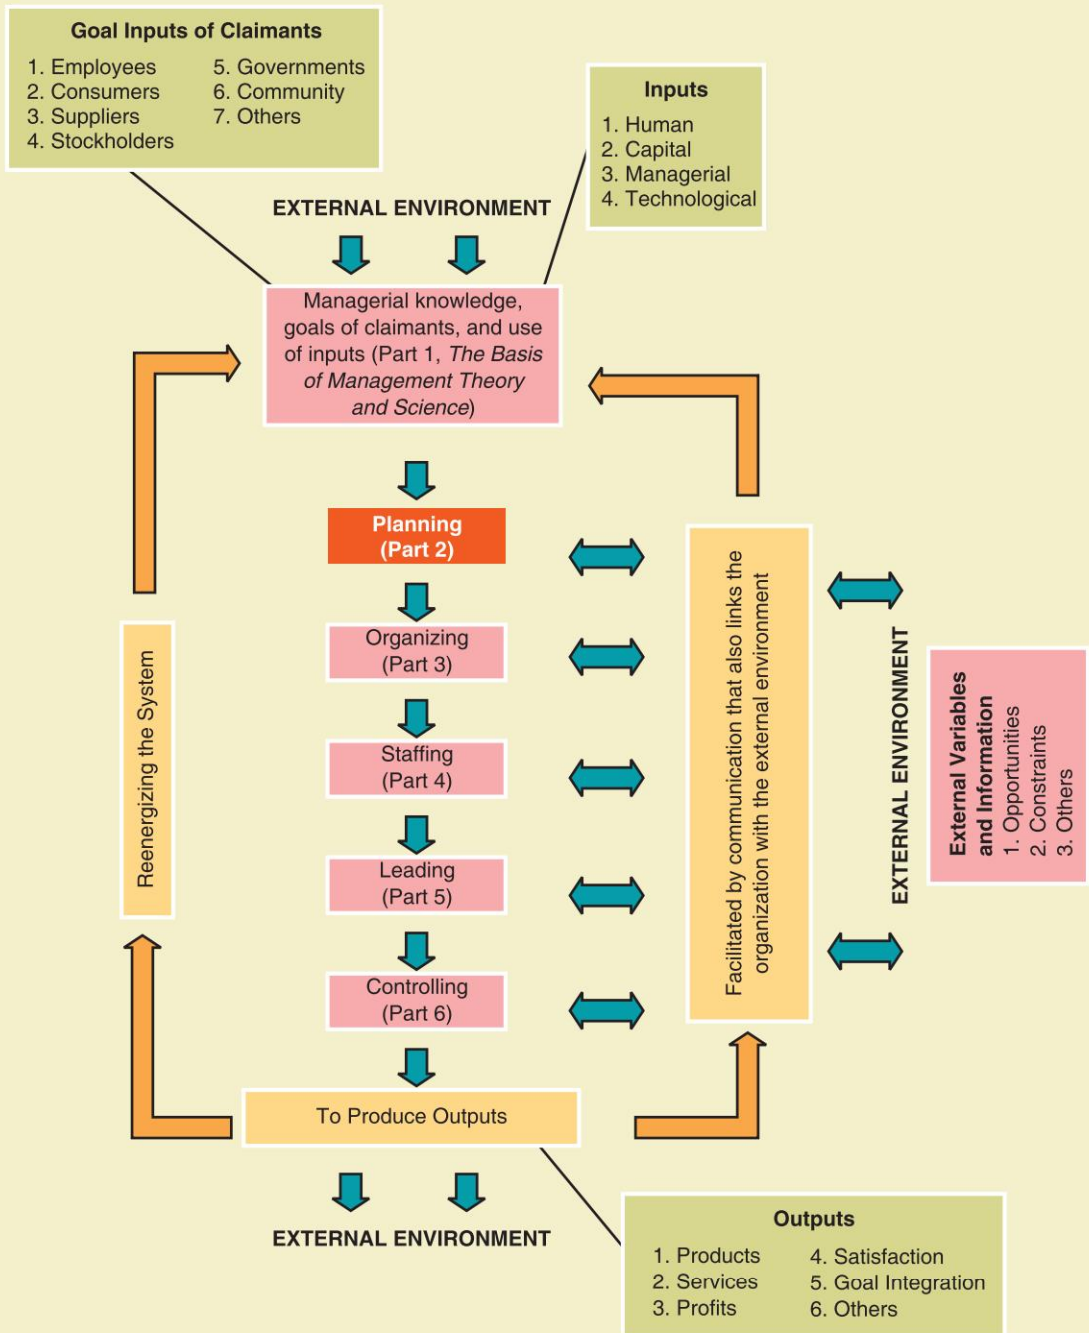 Goal Inputs of Claimants
1. Employees
2. Consumers
3. Suppliers
4. Stockholders
5. Governments
6. Community
7. Others
Inputs
1. Human
2. Capital
3. Managerial
4. Technological
EXTERNAL ENVIRONMENT
Managerial knowledge,
goals of claimants, and use
of inputs (Part 1, The Basis
of Management Theory
and Science)
Planning
(Part 2)
Organizing
(Part 3)
Staffing
(Part 4)
Leading
(Part 5)
Controlling
(Part 6)
To Produce Outputs
Reenergizing the System
Facilitated by communication that also links the
organization with the external environment
EXTERNAL ENVIRONMENT
External Variables
and Information
1. Opportunities
2. Constraints
3. Others
EXTERNAL ENVIRONMENT
Outputs
1. Products
2. Services
3. Profits
4. Satisfaction
5. Goal Integration
6. Others